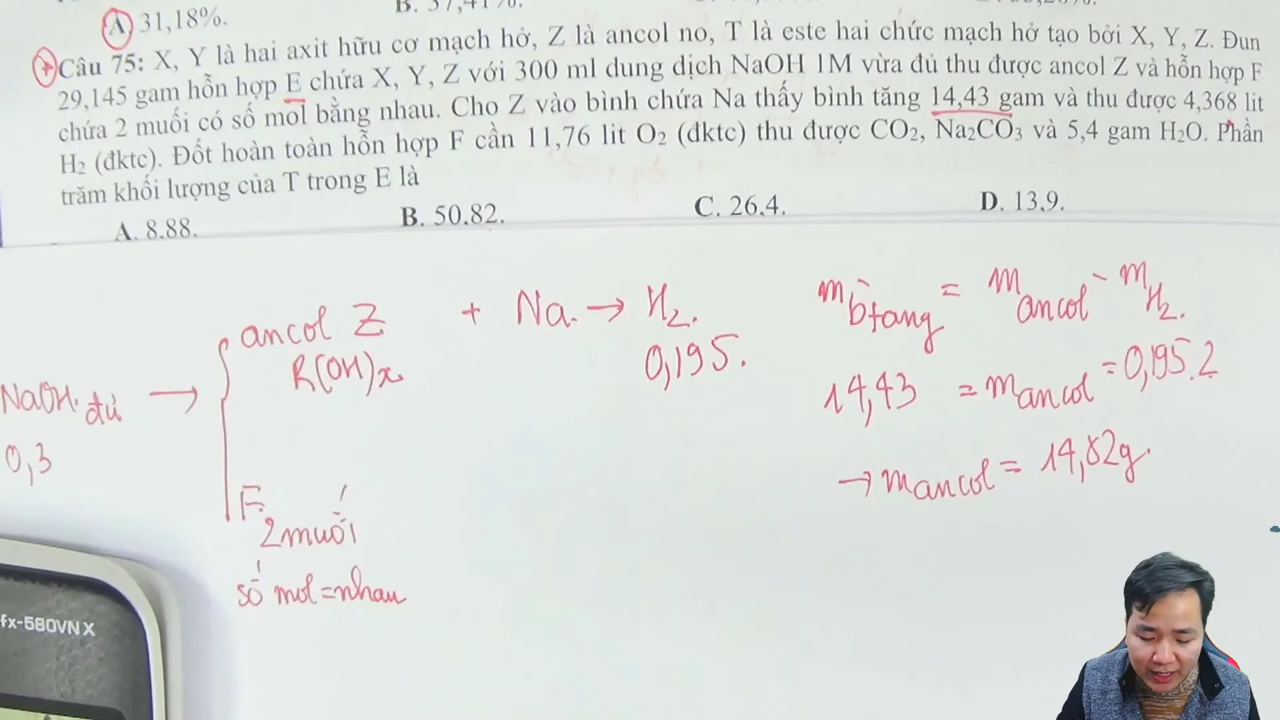 A 31,18%.
B. 37,41%.
Câu 75: X, Y là hai axit hữu cơ mạch hở, Z là ancol no, T là este hai chức mạch hở tạo bởi X, Y, Z. Đun
29,145 gam hỗn hợp E chứa X, Y, Z với 300 ml dung dịch NaOH 1M vừa đủ thu được ancol Z và hỗn hợp F
chứa 2 muối có số mol bằng nhau. Cho Z vào bình chứa Na thấy bình tăng 14,43 gam và thu được 4,368 lit
H2 (đktc). Đốt hoàn toàn hỗn hợp F cần 11,76 lit O2 (đktc) thu được CO2, Na2CO3 và 5,4 gam H2O. Phần
trăm khối lượng của T trong E là
A. 8.88.
B. 50.82.
C. 26.4.
D. 13.9.
ancol Z + Na. → H2.
R(OH)x
0,195.
NaOH. đủ →
0,3
F.
2 muối
số mol = nhau
m b tăng = m ancol - m H2.
14,43 = m ancol = 0,195.2
→ m ancol = 14,82g.
fx-580VN X